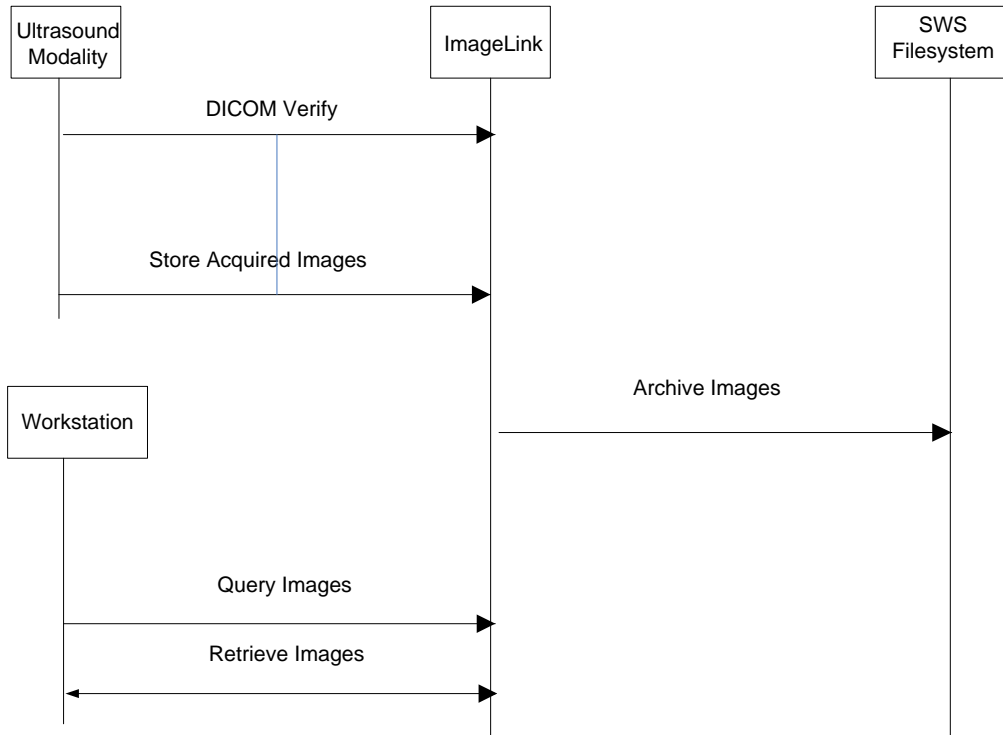 Ultrasound
Modality
ImageLink
SWS
Filesystem
DICOM Verify
Store Acquired Images
Archive Images
Workstation
Query Images
Retrieve Images